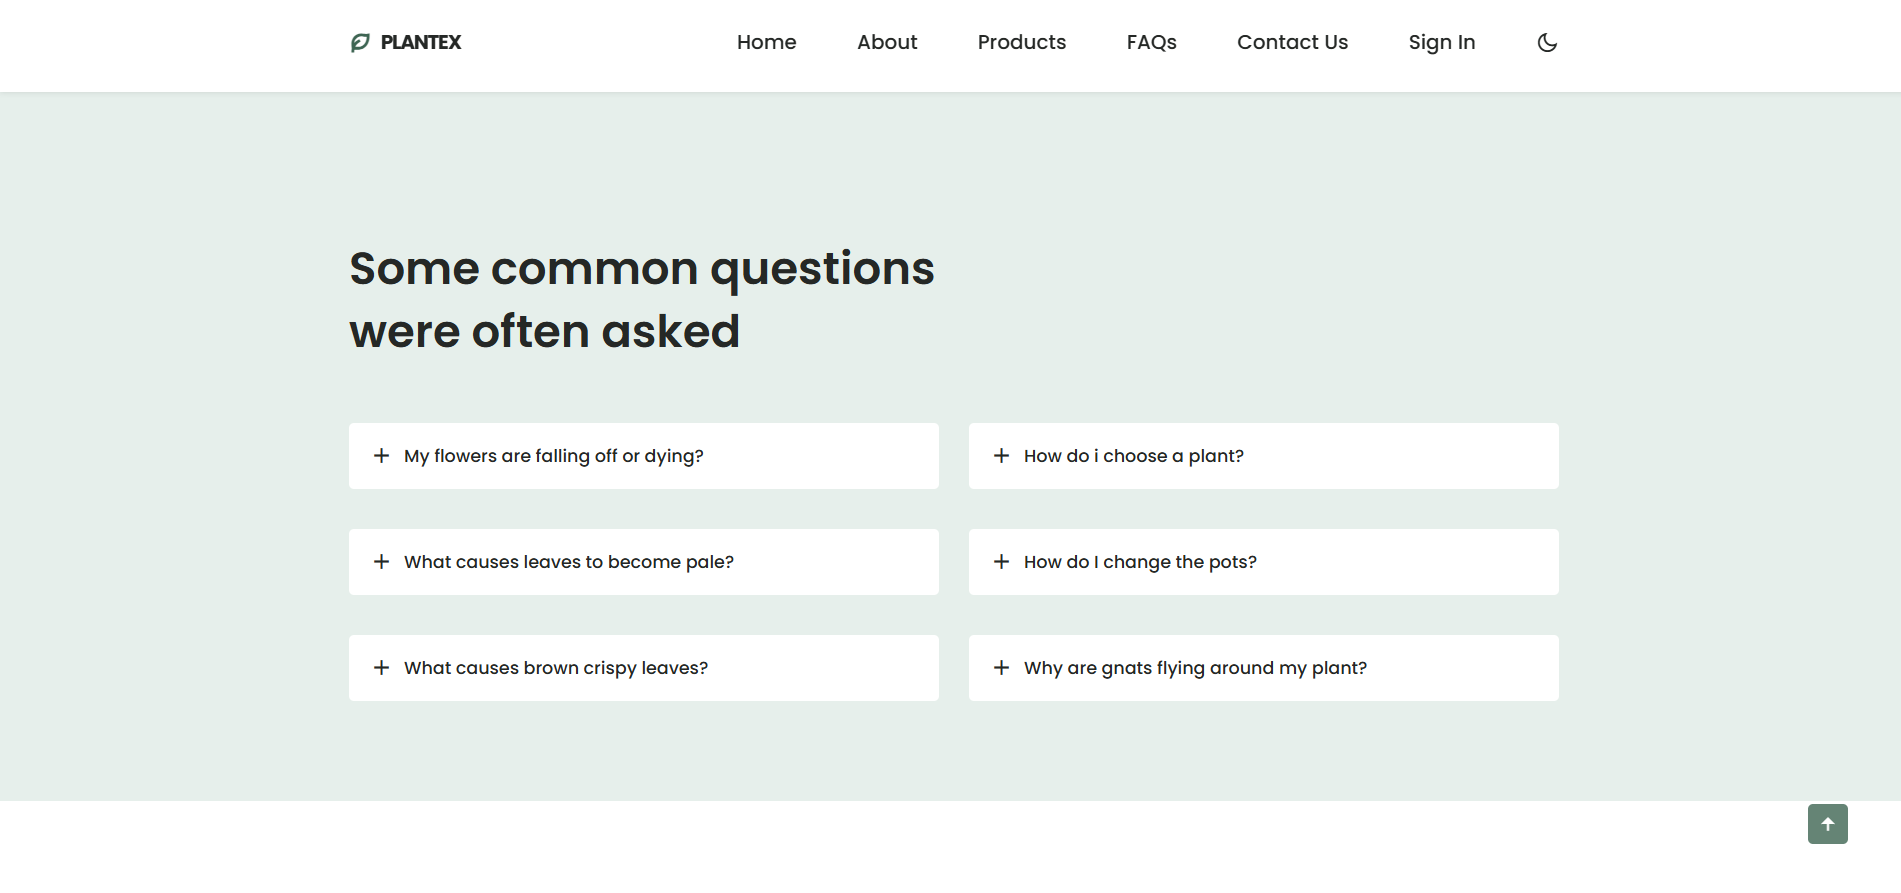 PLANTEX
Home About Products FAQs Contact Us Sign In
Some common questions
were often asked
My flowers are falling off or dying?
How do i choose a plant?
What causes leaves to become pale?
How do I change the pots?
What causes brown crispy leaves?
Why are gnats flying around my plant?